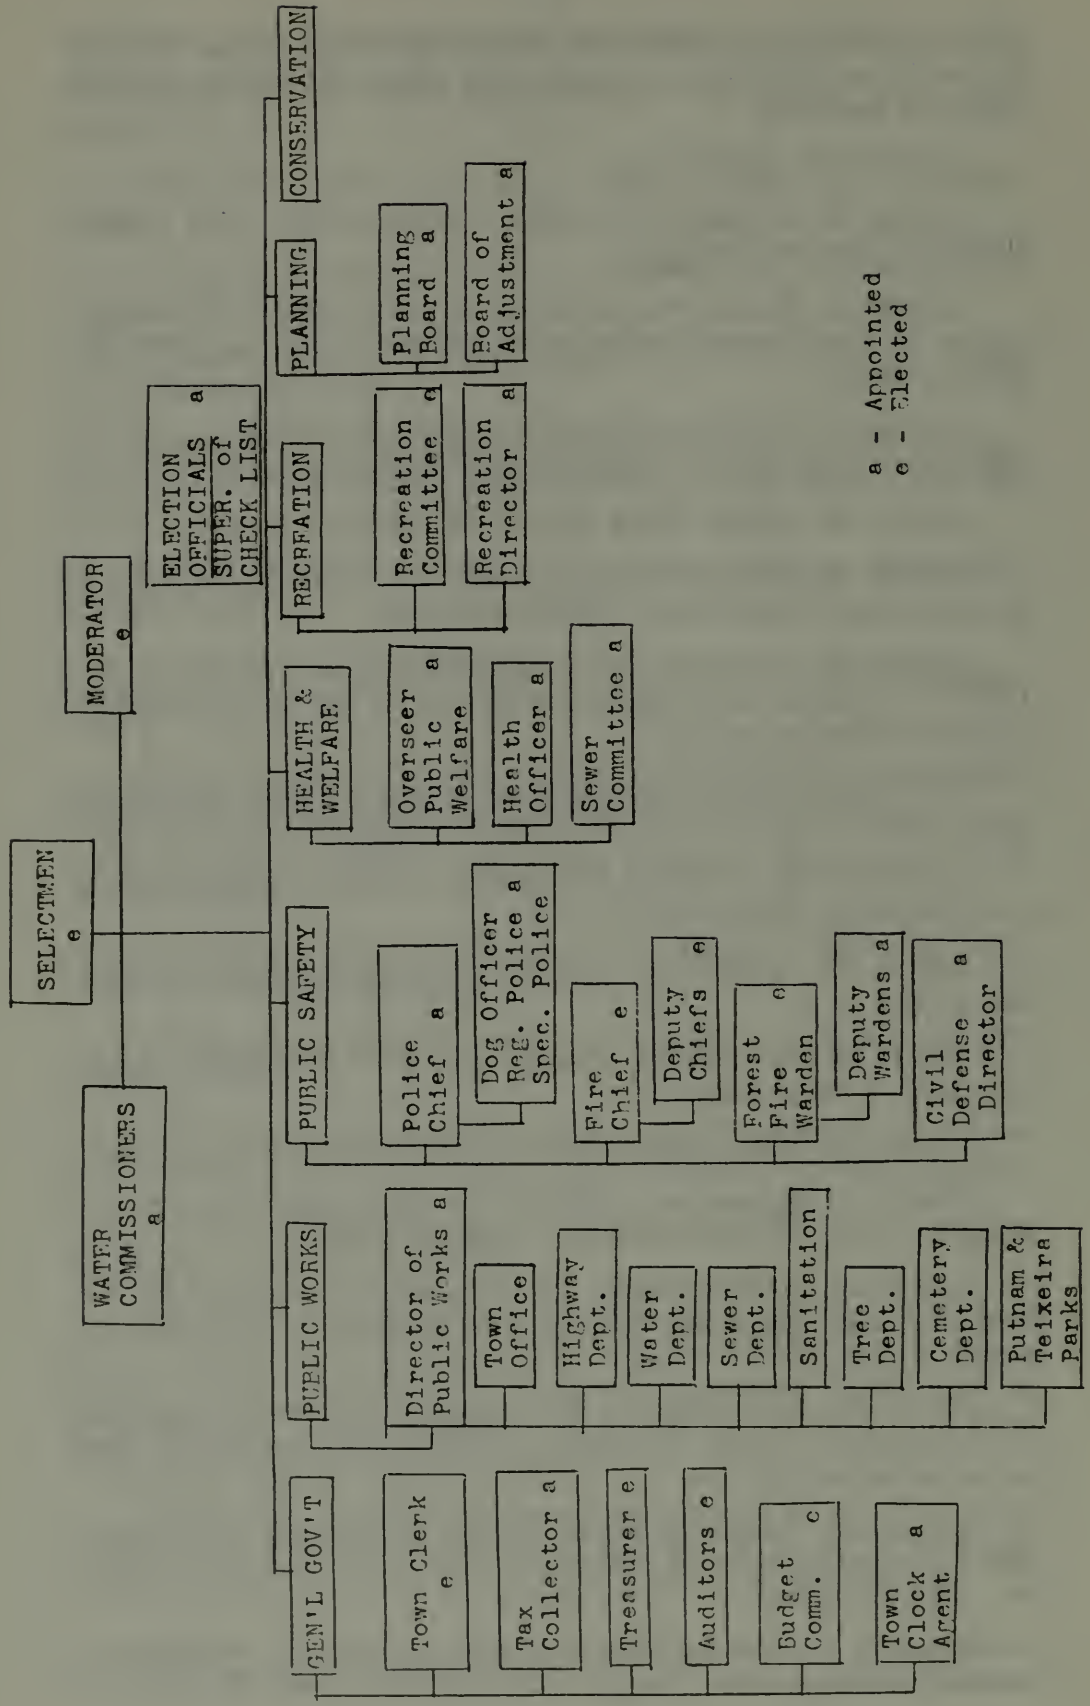 SELECTMEN
e
WATER
COMMISSIONERS
a
MODERATOR
e
ELECTION
OFFICIALS a
SUPER. of
CHECK LIST
GEN'L GOV'T
Town Clerk
e
Tax
Collector a
Treasurer e
Auditors e
Budget
Comm. c
Town
Clock a
Agent
PUBLIC WORKS
Director of
Public Works a
Town
Office
Highway
Dept.
Water
Dept.
Sewer
Dept.
Sanitation
Tree
Dept.
Cemetery
Dept.
Putnam &
Teixeira
Parks
PUBLIC SAFETY
Police
Chief a
Dog Officer
Reg. Police a
Spec. Police
Fire
Chief e
Deputy
Chiefs e
Forest
Fire e
Warden
Deputy
Wardens a
Civil
Defense a
Director
HEALTH &
WELFARE
Overseer
Public a
Welfare
Health
Officer a
Sewer
Committee a
RECREATION
Recreation
Committee e
Recreation
Director a
PLANNING
Planning
Board a
Board of
Adjustment a
CONSERVATION
a - Appointed
e - Elected